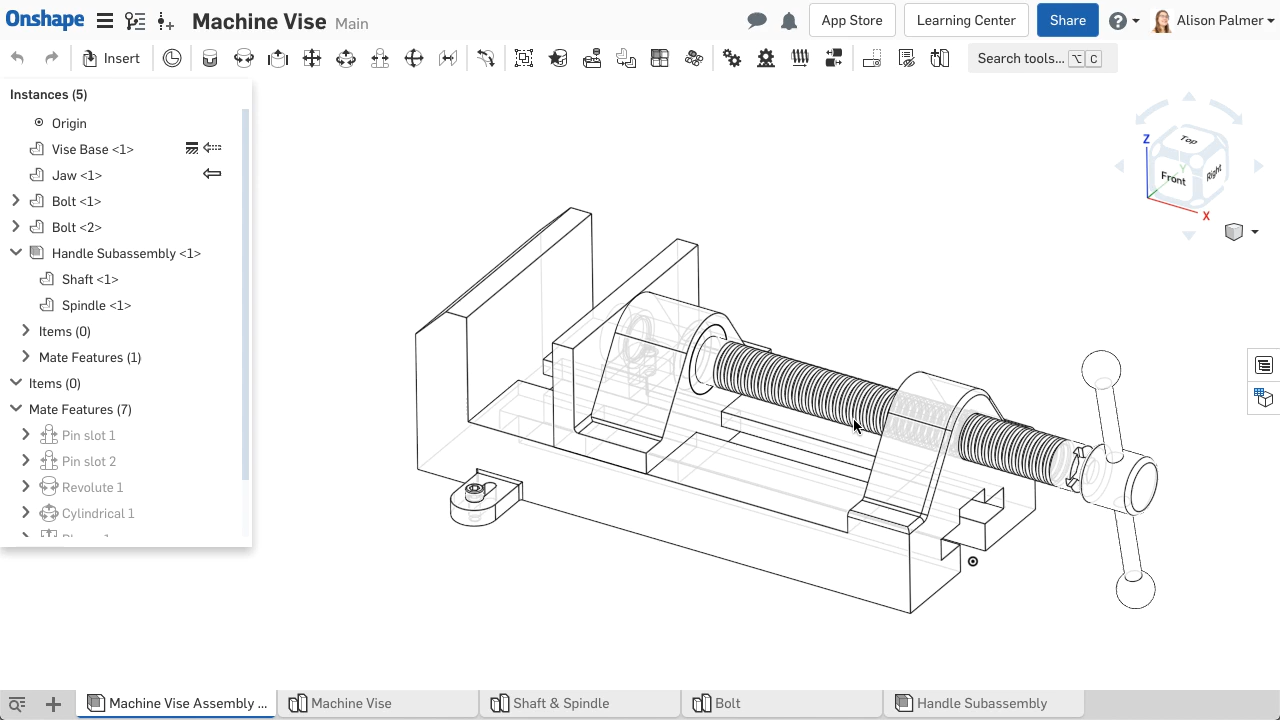 Onshape Machine Vise Main App Store Learning Center Share Alison Palmer
Insert Search tools... ⌥ C
Instances (5)
Origin
Vise Base <1>
Jaw <1>
Bolt <1>
Bolt <2>
Handle Subassembly <1>
Shaft <1>
Spindle <1>
Items (0)
Mate Features (1)
Items (0)
Mate Features (7)
Pin slot 1
Pin slot 2
Revolute 1
Cylindrical 1
Z
Top
Y
Front Right
X
Machine Vise Assembly ... Machine Vise Shaft & Spindle Bolt Handle Subassembly